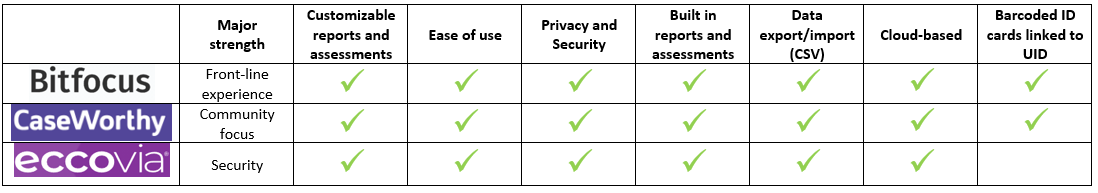 Major strength
Customizable reports and assessments
Ease of use
Privacy and Security
Built in reports and assessments
Data export/import (CSV)
Cloud-based
Barcoded ID cards linked to UID
Bitfocus
Front-line experience
CaseWorthy
Community focus
eccovia®
Security